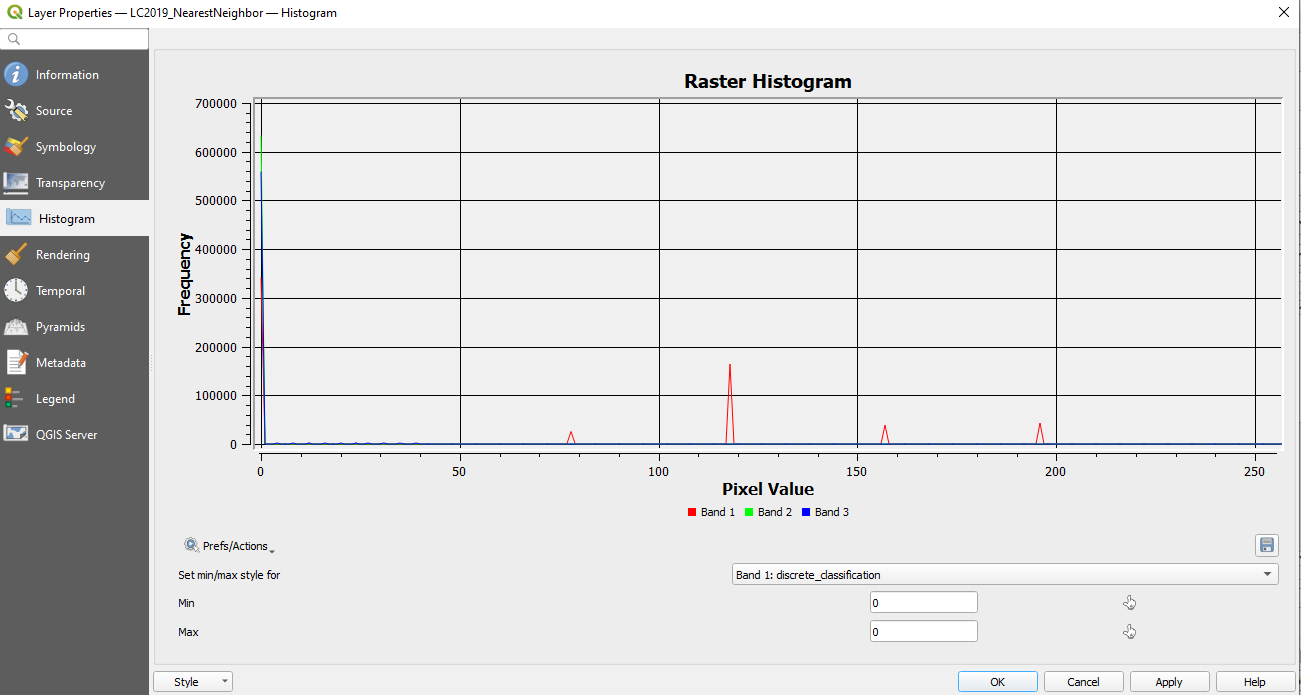 Layer Properties — LC2019_NearestNeighbor — Histogram
Information
Source
Symbology
Transparency
Histogram
Rendering
Temporal
Pyramids
Metadata
Legend
QGIS Server
Raster Histogram
700000
600000
500000
400000
300000
200000
100000
0
Frequency
0 50 100 150 200 250
Pixel Value
Band 1 Band 2 Band 3
Prefs/Actions
Set min/max style for Band 1: discrete_classification
Min 0
Max 0
Style OK Cancel Apply Help